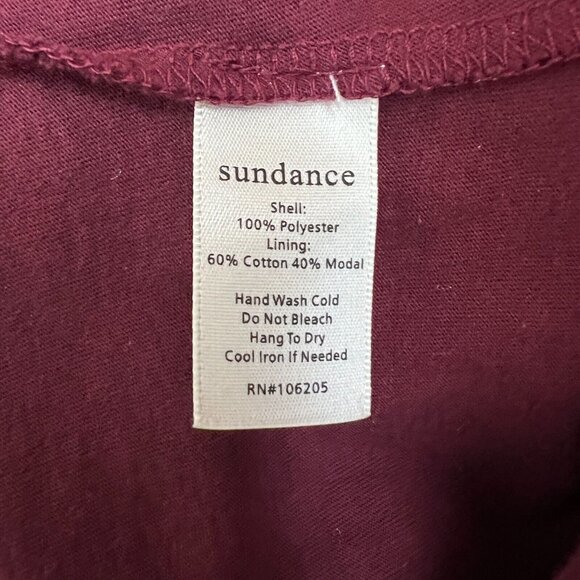 sundance
Shell:
100% Polyester
Lining:
60% Cotton 40% Modal
Hand Wash Cold
Do Not Bleach
Hang To Dry
Cool Iron If Needed
RN#106205